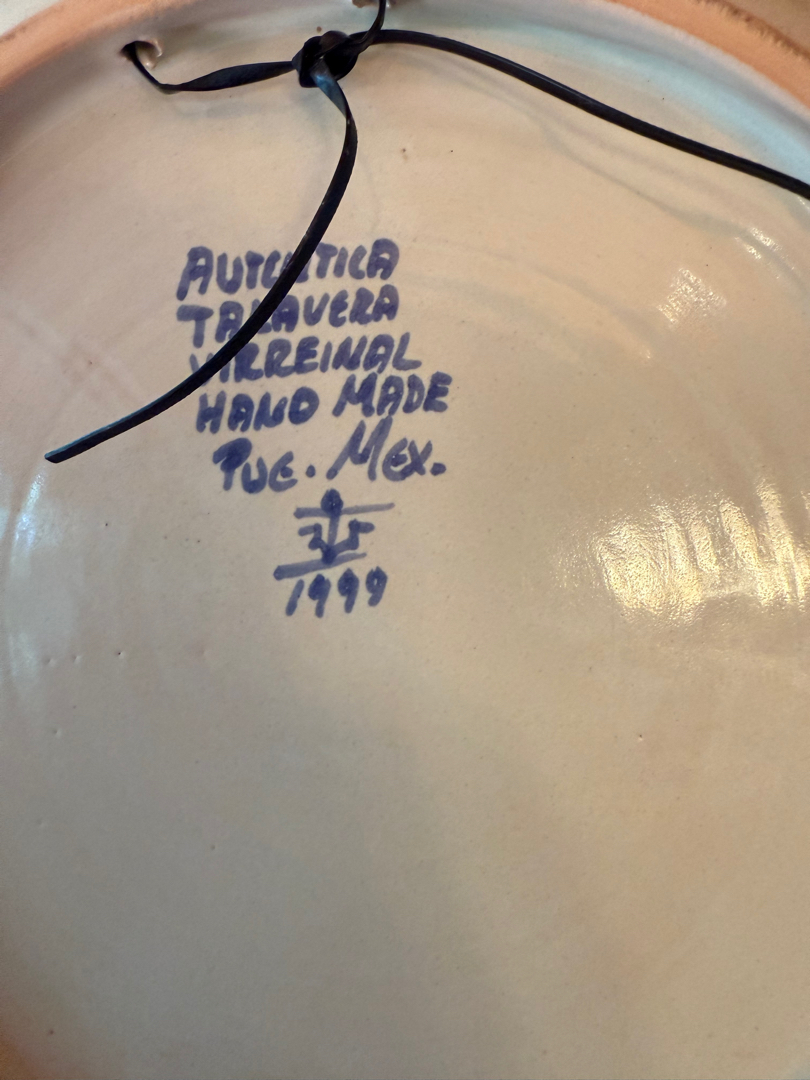 AUTENTICA
TALAVERA
VIRREINAL
HAND MADE
PUE. MEX.
1999